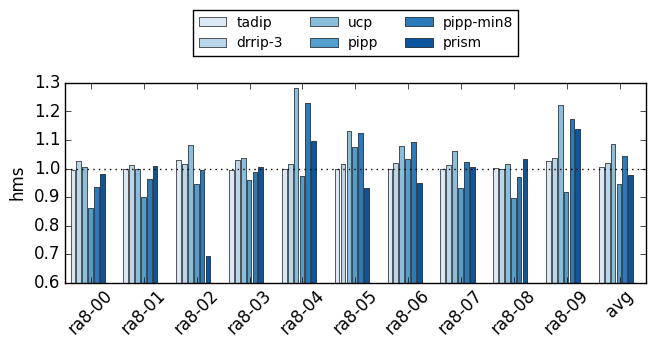 tadip ucp pipp-min8
drrip-3 pipp prism
hms
1.3
1.2
1.1
1.0
0.9
0.8
0.7
0.6
ra8-00 ra8-01 ra8-02 ra8-03 ra8-04 ra8-05 ra8-06 ra8-07 ra8-08 ra8-09 avg